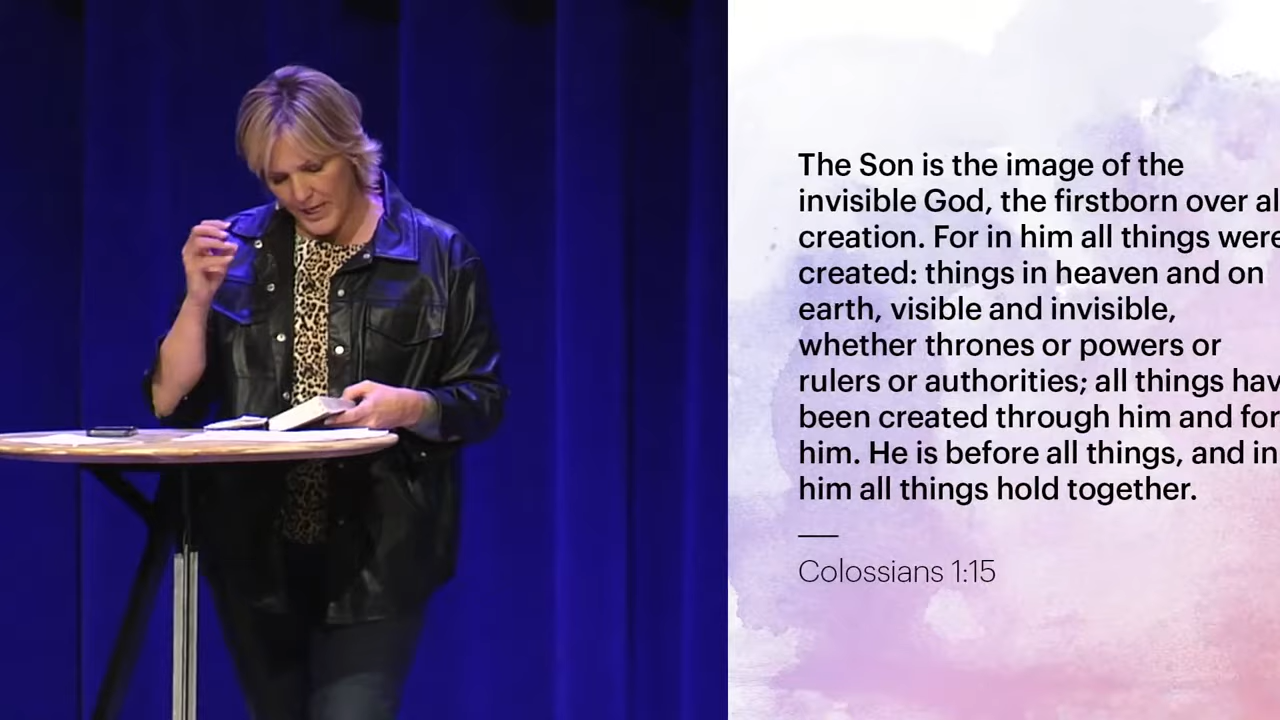 The Son is the image of the
invisible God, the firstborn over al
creation. For in him all things were
created: things in heaven and on
earth, visible and invisible,
whether thrones or powers or
rulers or authorities; all things hav
been created through him and for
him. He is before all things, and in
him all things hold together.
Colossians 1:15